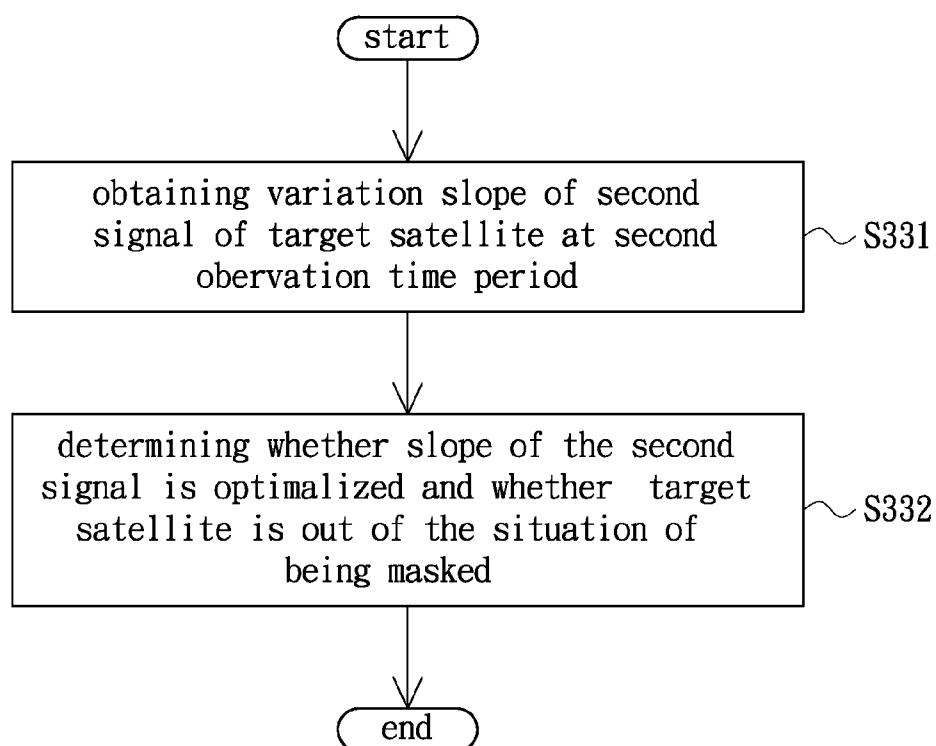 start
obtaining variation slope of second
signal of target satellite at second
obervation time period
S331
determining whether slope of the second
signal is optimalized and whether target
satellite is out of the situation of
being masked
S332
end